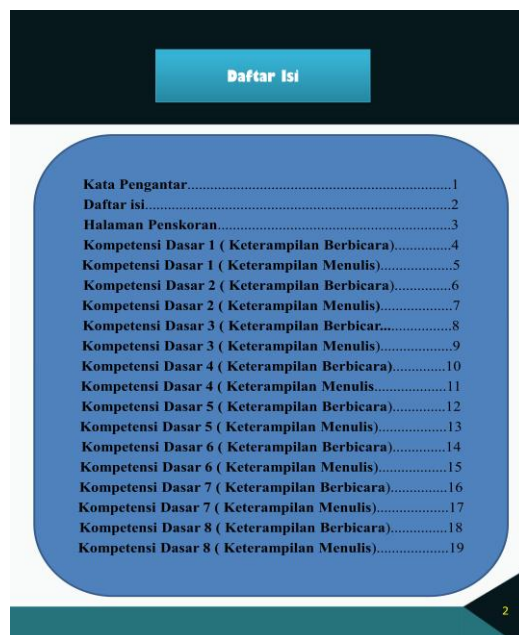 Daftar Isi
Kata Pengantar......................................................................1
Daftar isi.................................................................................2
Halaman Penskoran..............................................................3
Kompetensi Dasar 1 ( Keterampilan Berbicara)...............4
Kompetensi Dasar 1 ( Keterampilan Menulis)...................5
Kompetensi Dasar 2 ( Keterampilan Berbicara)...............6
Kompetensi Dasar 2 ( Keterampilan Menulis)...................7
Kompetensi Dasar 3 ( Keterampilan Berbicar...................8
Kompetensi Dasar 3 ( Keterampilan Menulis)...................9
Kompetensi Dasar 4 ( Keterampilan Berbicara)..............10
Kompetensi Dasar 4 ( Keterampilan Menulis...................11
Kompetensi Dasar 5 ( Keterampilan Berbicara)..............12
Kompetensi Dasar 5 ( Keterampilan Menulis)..................13
Kompetensi Dasar 6 ( Keterampilan Berbicara)..............14
Kompetensi Dasar 6 ( Keterampilan Menulis)..................15
Kompetensi Dasar 7 ( Keterampilan Berbicara)...............16
Kompetensi Dasar 7 ( Keterampilan Menulis)...................17
Kompetensi Dasar 8 ( Keterampilan Berbicara)...............18
Kompetensi Dasar 8 ( Keterampilan Menulis)...................19
2